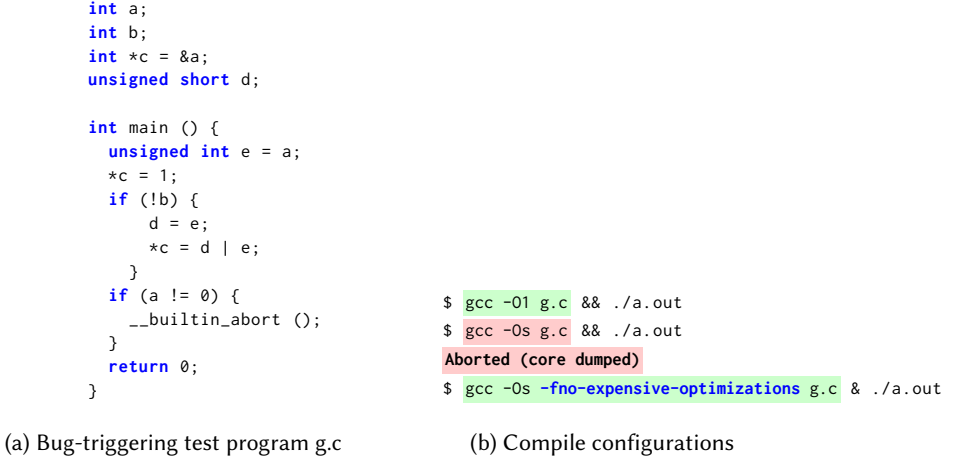 int a;
int b;
int *c = &a;
unsigned short d;
int main () {
unsigned int e = a;
*c = 1;
if (!b) {
d = e;
*c = d | e;
}
if (a != 0) {
__builtin_abort ();
}
return 0;
}
(a) Bug-triggering test program g.c
$ gcc -O1 g.c && ./a.out
$ gcc -Os g.c && ./a.out
Aborted (core dumped)
$ gcc -Os -fno-expensive-optimizations g.c & ./a.out
(b) Compile configurations